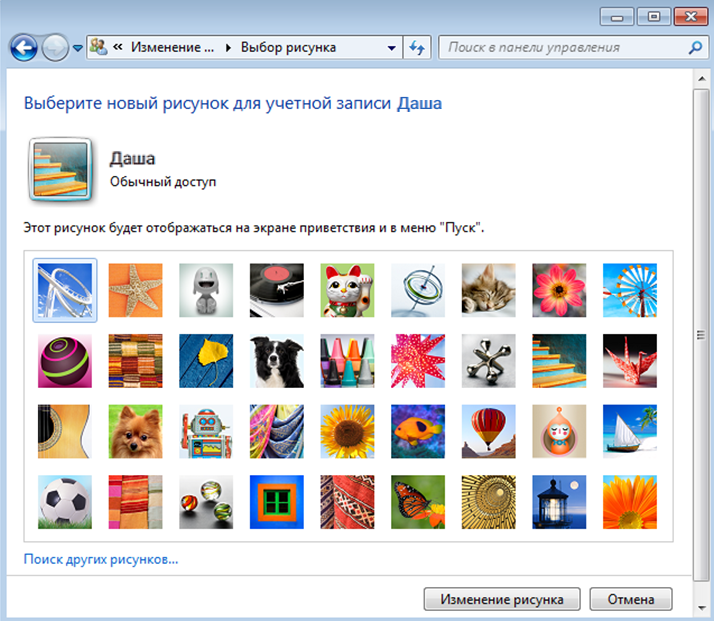 « Изменение ... ▸ Выбор рисунка
Поиск в панели управления
Выберите новый рисунок для учетной записи Даша
Даша
Обычный доступ
Этот рисунок будет отображаться на экране приветствия и в меню "Пуск".
Поиск других рисунков...
Изменение рисунка
Отмена